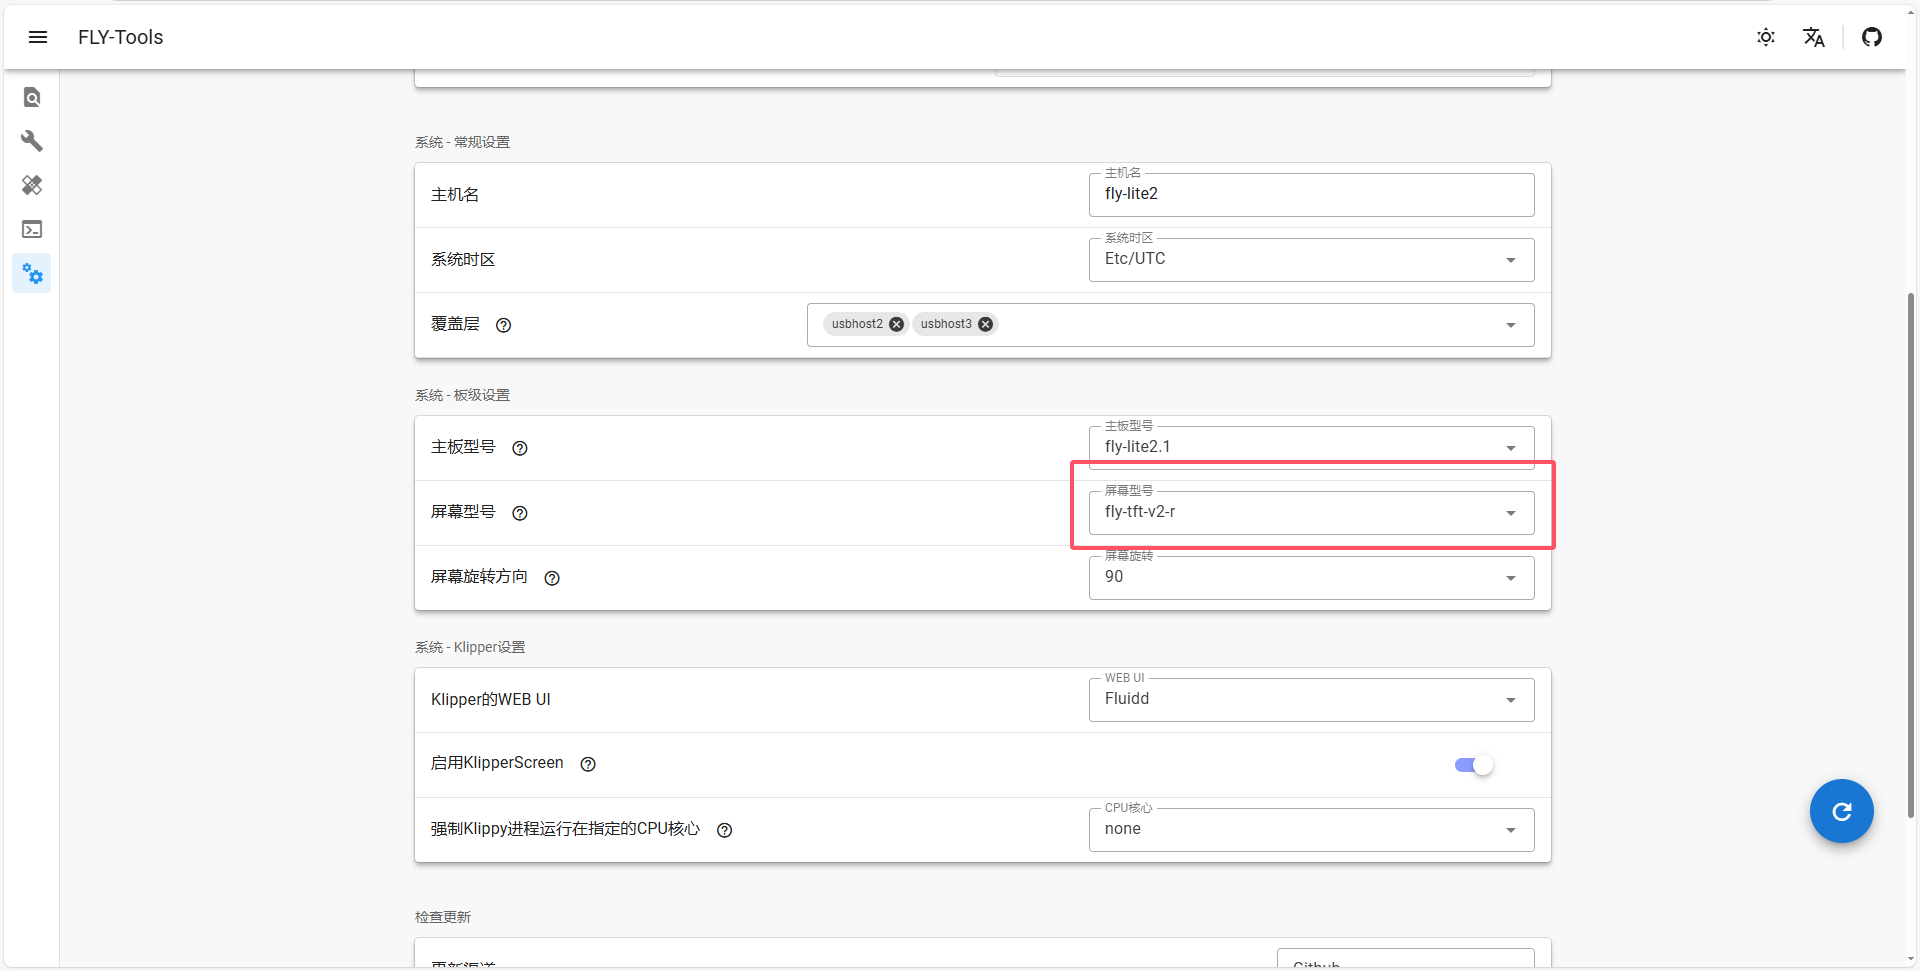 FLY-Tools
系统 - 常规设置
主机名
主机名
fly-lite2
系统时区
系统时区
Etc/UTC
覆盖层
usbhost2
usbhost3
系统 - 板级设置
主板型号
主板型号
fly-lite2.1
屏幕型号
屏幕型号
fly-tft-v2-r
屏幕旋转方向
屏幕旋转
90
系统 - Klipper设置
Klipper的WEB UI
WEB UI
Fluidd
启用KlipperScreen
强制Klippy进程运行在指定的CPU核心
CPU核心
none
检查更新
更新渠道
Github